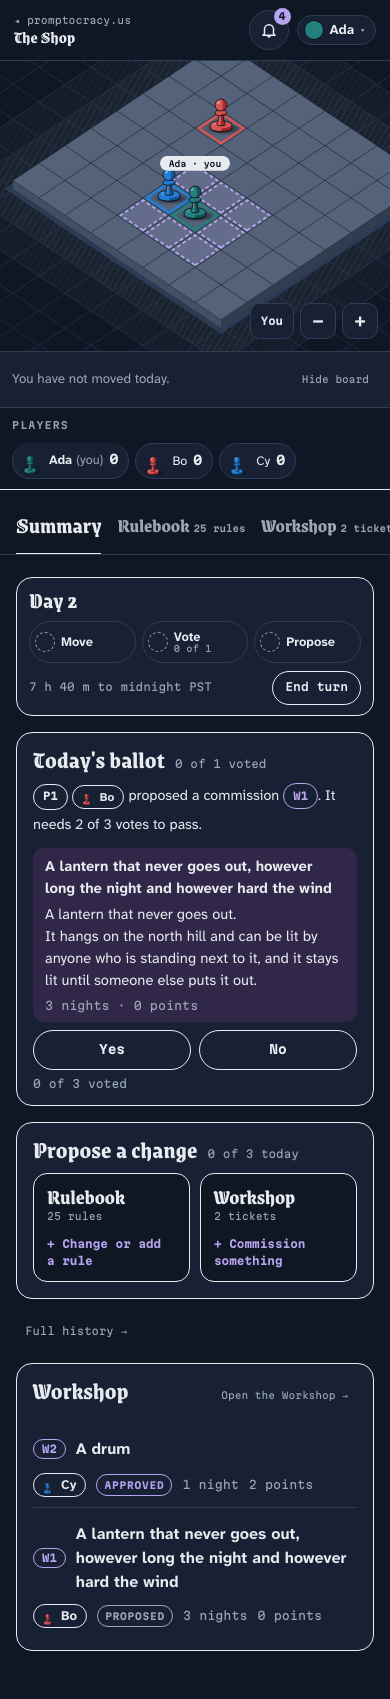 ◂ promptocracy.us
The Shop
4
Ada ▾
Ada · you
You − +
You have not moved today.
Hide board
PLAYERS
Ada (you) 0
Bo 0
Cy 0
Summary
Rulebook 25 rules
Workshop 2 ticket
Day 2
Move
Vote
0 of 1
Propose
7 h 40 m to midnight PST
End turn
Today's ballot 0 of 1 voted
P1 Bo proposed a commission W1. It
needs 2 of 3 votes to pass.
A lantern that never goes out, however
long the night and however hard the wind
A lantern that never goes out.
It hangs on the north hill and can be lit by
anyone who is standing next to it, and it stays
lit until someone else puts it out.
3 nights · 0 points
Yes
No
0 of 3 voted
Propose a change 0 of 3 today
Rulebook
25 rules
+ Change or add
a rule
Workshop
2 tickets
+ Commission
something
Full history →
Workshop
Open the Workshop →
W2 A drum
Cy APPROVED 1 night 2 points
W1
A lantern that never goes out,
however long the night and however
hard the wind
Bo PROPOSED 3 nights 0 points